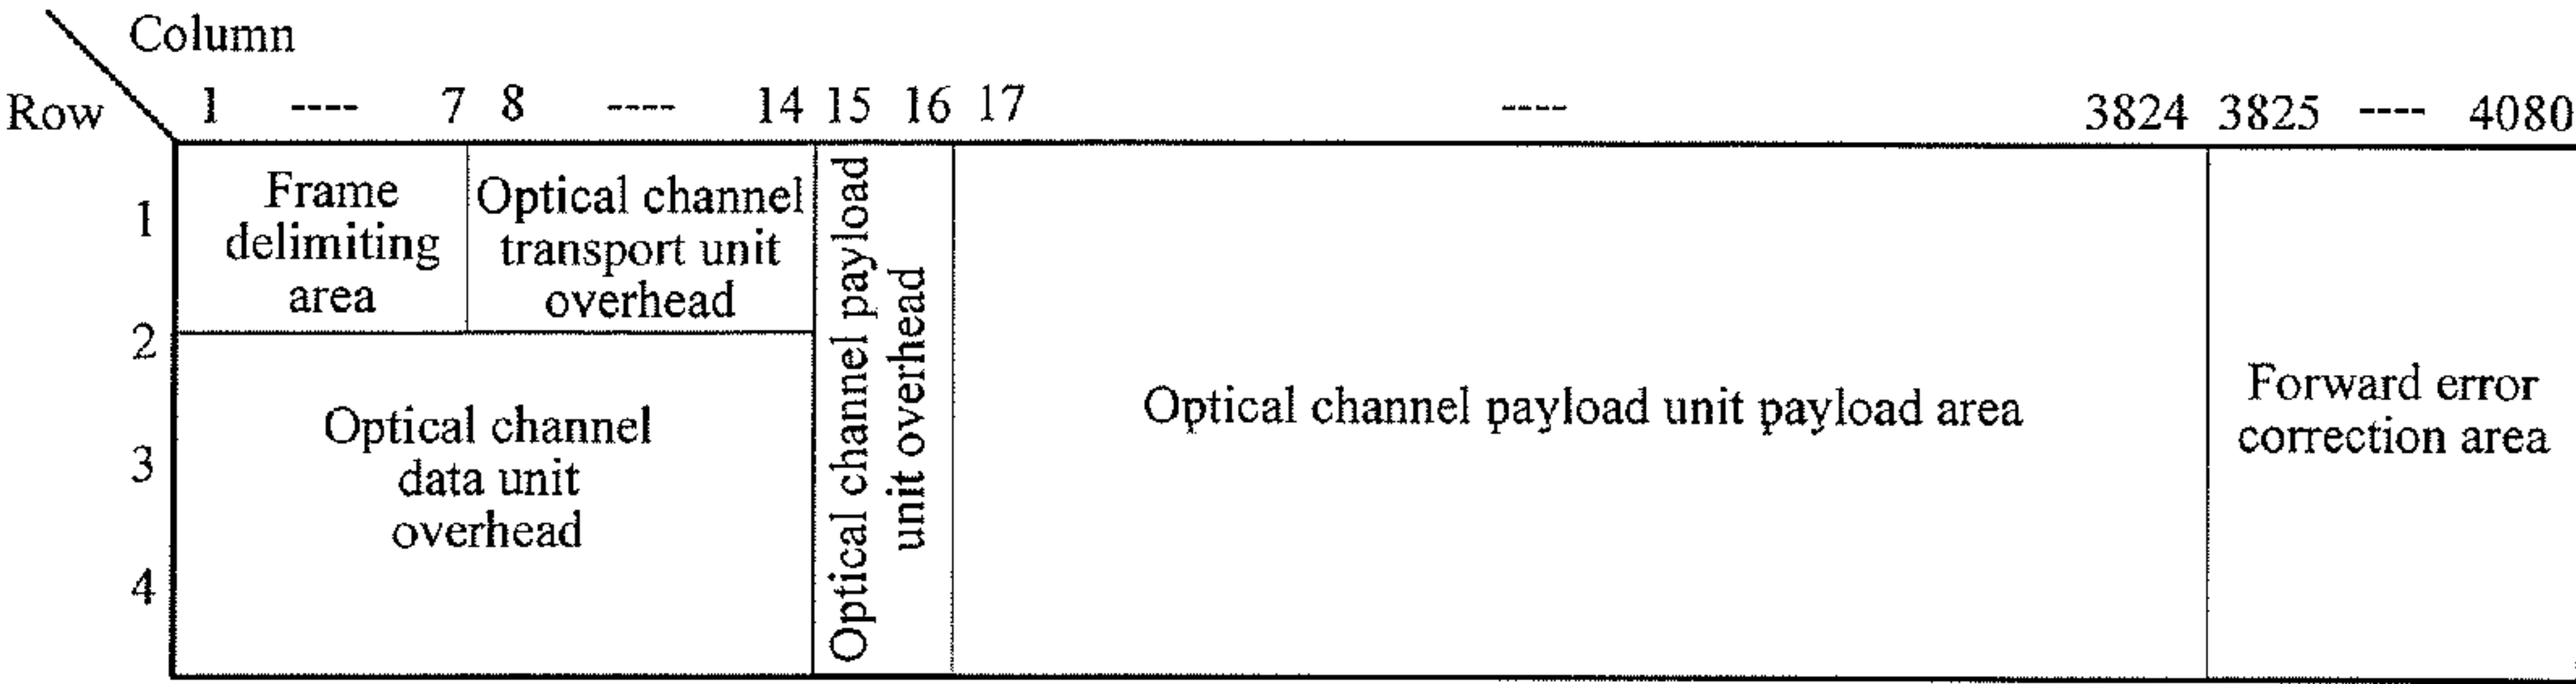 Column
Row 1 ---- 7 8 ---- 14 15 16 17 ---- 3824 3825 ---- 4080
1
2
3
4
Frame
delimiting
area
Optical channel
transport unit
overhead
Optical channel
data unit
overhead
Optical channel payload
unit overhead
Optical channel payload unit payload area
Forward error
correction area